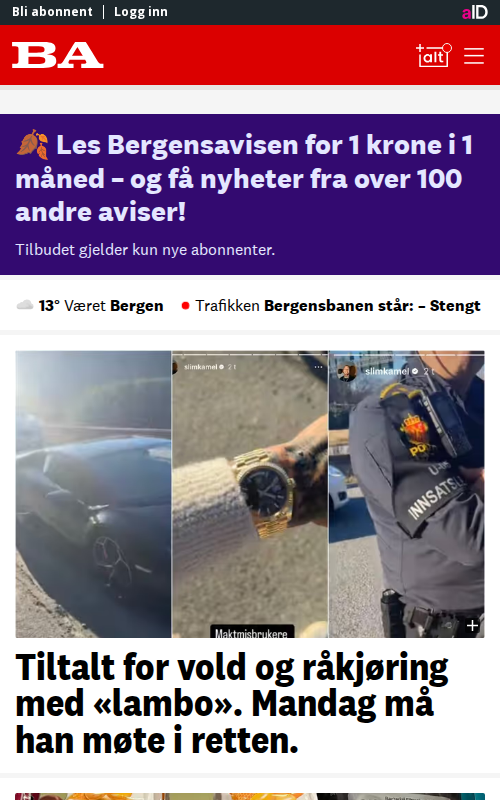 Bli abonnent | Logg inn
aID
BA
+alt
🍂 Les Bergensavisen for 1 krone i 1
måned – og få nyheter fra over 100
andre aviser!
Tilbudet gjelder kun nye abonnenter.
13° Været Bergen
Trafikken Bergensbanen står: – Stengt
slimkamel 2 t
slimkamel 2 t
INNSATS
Maktmisbrukere
Tiltalt for vold og råkjøring
med «lambo». Mandag må
han møte i retten.